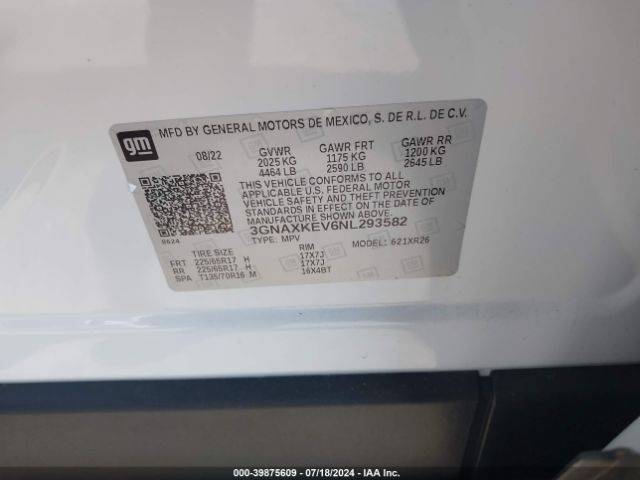 gm
MFD BY GENERAL MOTORS DE MEXICO, S. DE R.L. DE C.V.
08/22 GVWR GAWR FRT GAWR RR
2025 KG 1175 KG 1200 KG
4464 LB 2590 LB 2645 LB
THIS VEHICLE CONFORMS TO ALL
APPLICABLE U.S. FEDERAL MOTOR
VEHICLE SAFETY AND THEFT PREVENTION
STANDARDS IN EFFECT ON THE DATE OF
MANUFACTURE SHOWN ABOVE.
3GNAXKEV6NL293582
TYPE: MPV MODEL: 621XR26
8624
TIRE SIZE RIM
FRT 225/65R17 H 17X7J
RR 225/65R17 H 17X7J
SPA T135/70R16 M 16X4BT
© - 39875609 - 07/18/2024 - IAA Inc.